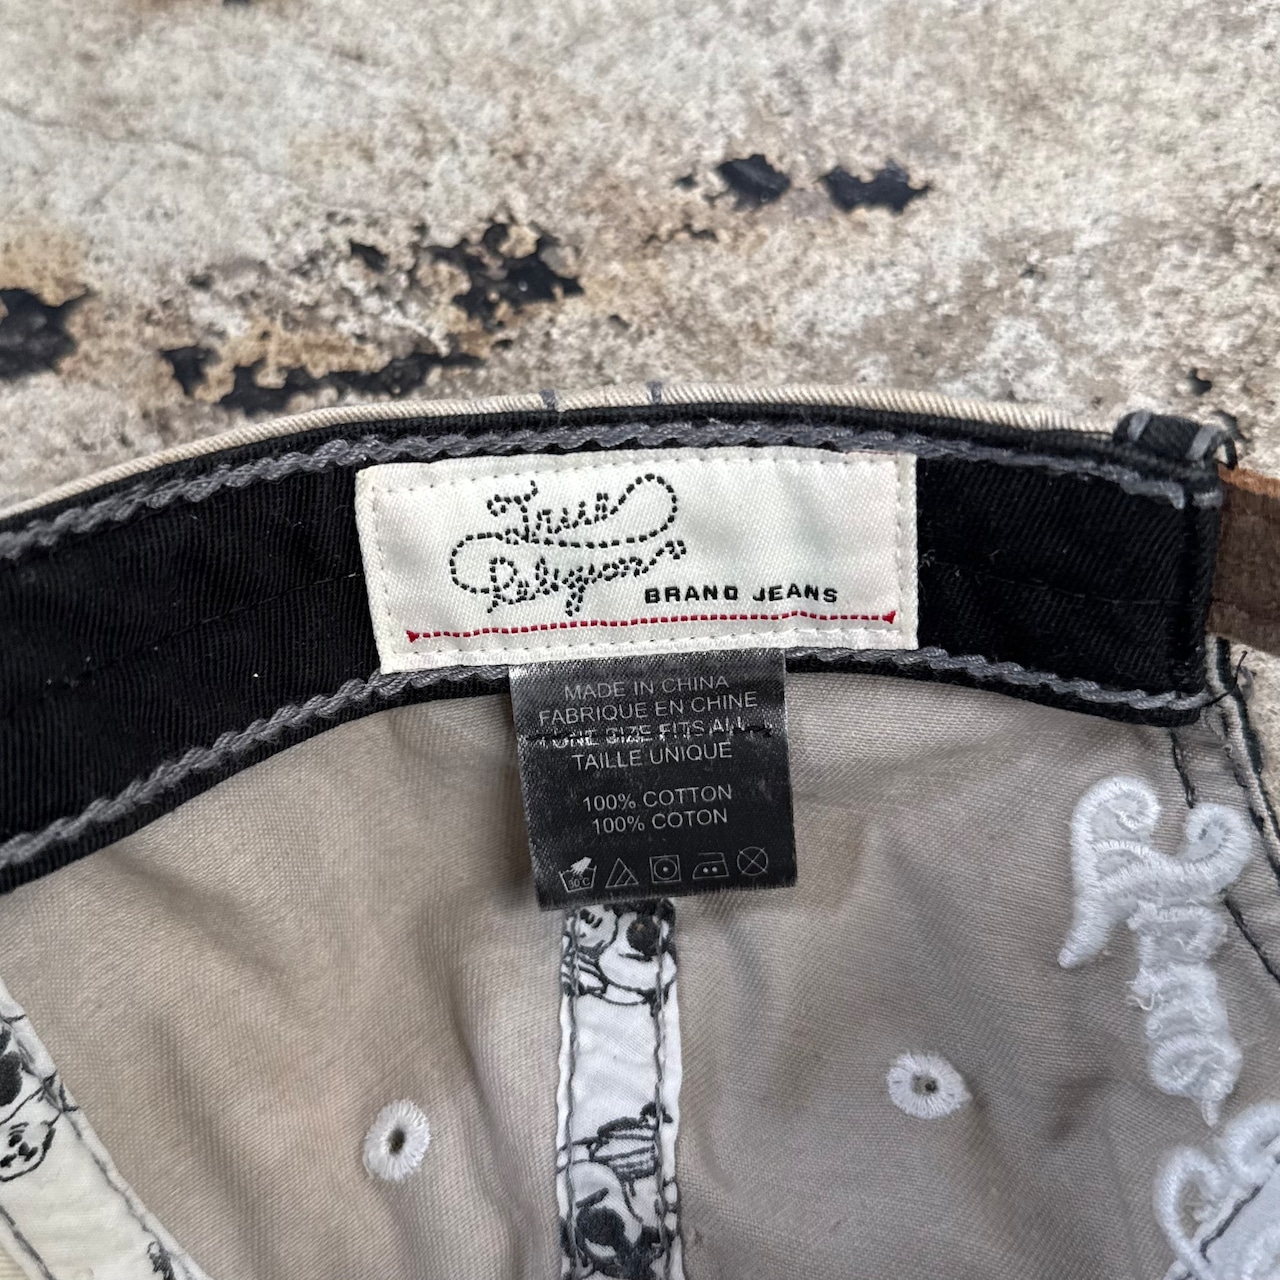 True
Religion
BRAND JEANS
MADE IN CHINA
FABRIQUE EN CHINE
ONE SIZE FITS ALL
TAILLE UNIQUE
100% COTTON
100% COTON
30°C